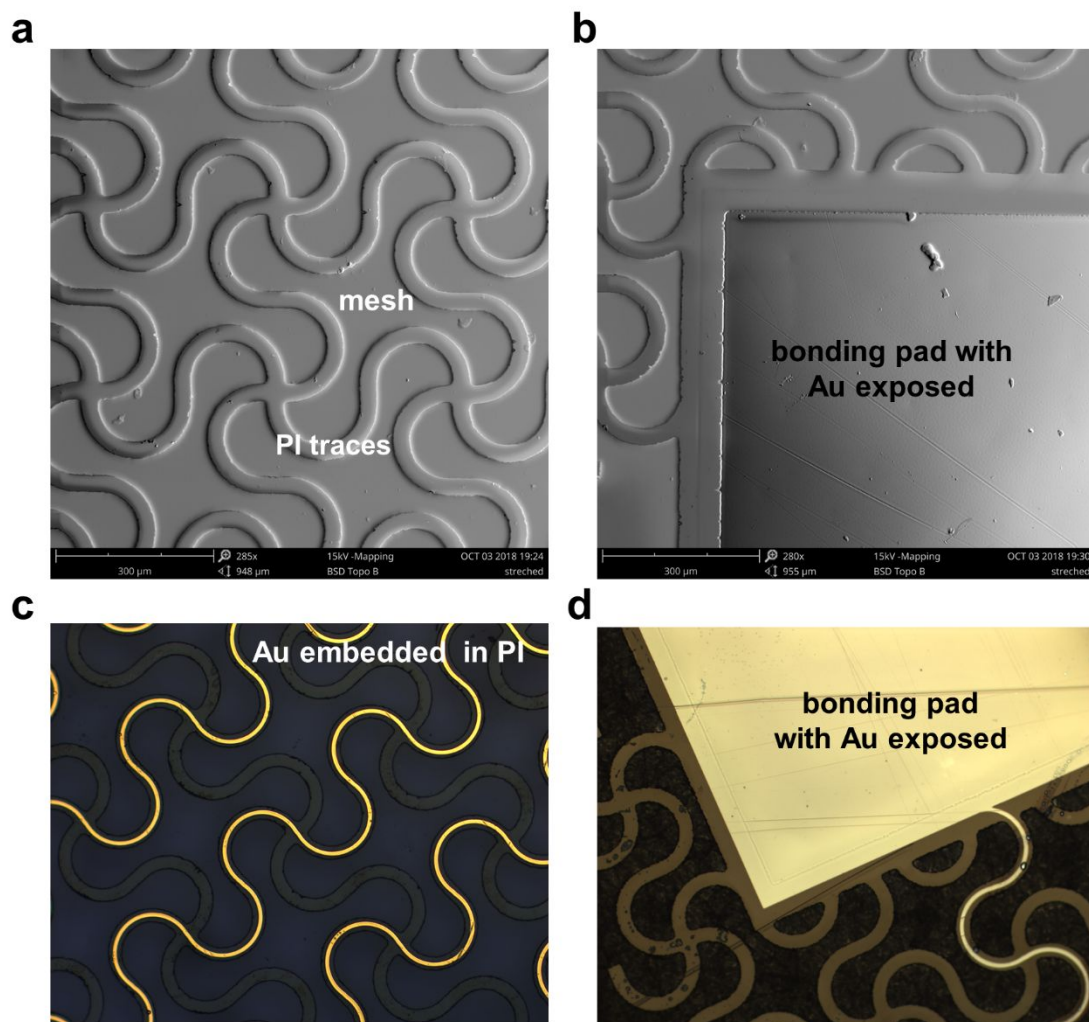 a
b
mesh
PI traces
bonding pad with
Au exposed
300 µm
285x
948 µm
15kV -Mapping
BSD Topo B
OCT 03 2018 19:24
streched
300 µm
280x
955 µm
15kV -Mapping
BSD Topo B
OCT 03 2018 19:30
streched
c
d
Au embedded in PI
bonding pad
with Au exposed